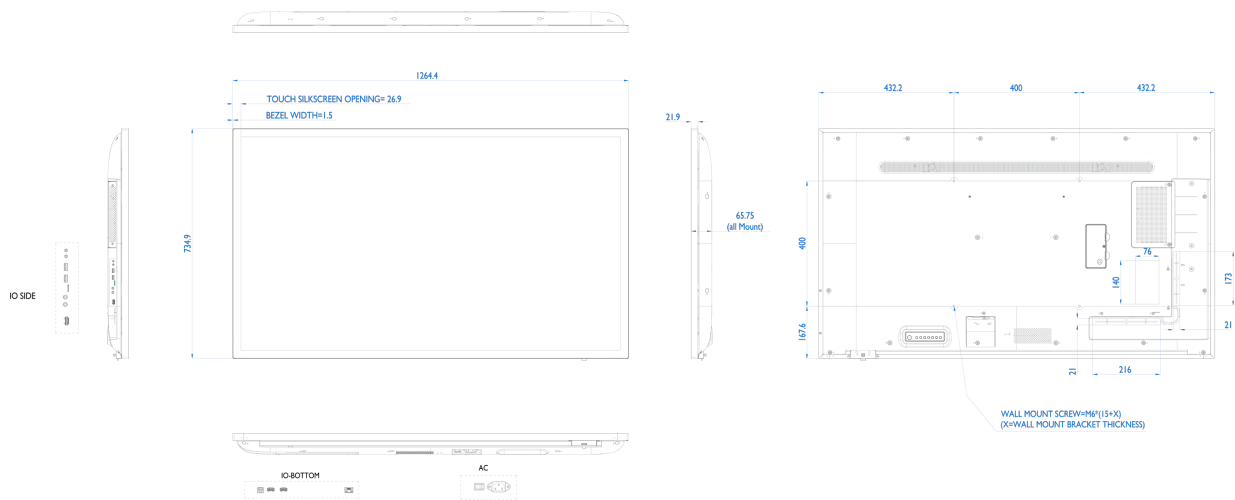 1264.4
TOUCH SILKSCREEN OPENING= 26.9
BEZEL WIDTH=1.5
734.9
IO SIDE
21.9
65.75
(all Mount)
432.2
400
432.2
400
167.6
76
140
173
21
21
216
WALL MOUNT SCREW=M6*(15+X)
(X=WALL MOUNT BRACKET THICKNESS)
IO-BOTTOM
AC